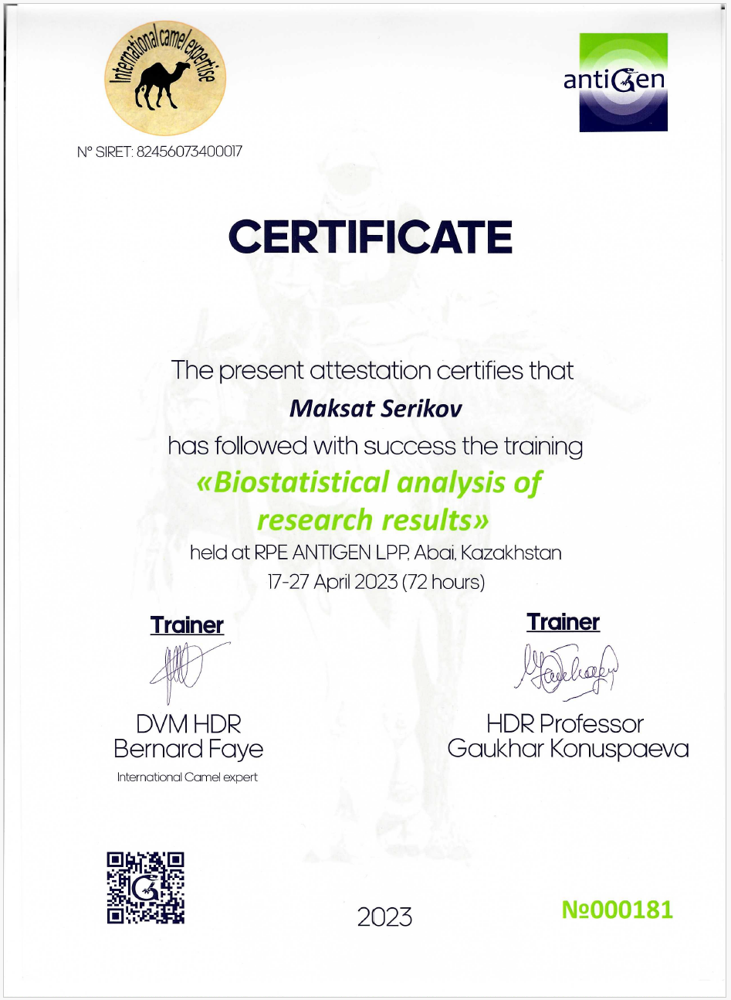 International camel expertise
antiGen
N° SIRET: 82456073400017
CERTIFICATE
The present attestation certifies that
Maksat Serikov
has followed with success the training
«Biostatistical analysis of
research results»
held at RPE ANTIGEN LPP, Abai, Kazakhstan
17-27 April 2023 (72 hours)
Trainer
Trainer
DVM HDR
Bernard Faye
International Camel expert
HDR Professor
Gaukhar Konuspaeva
2023
№000181